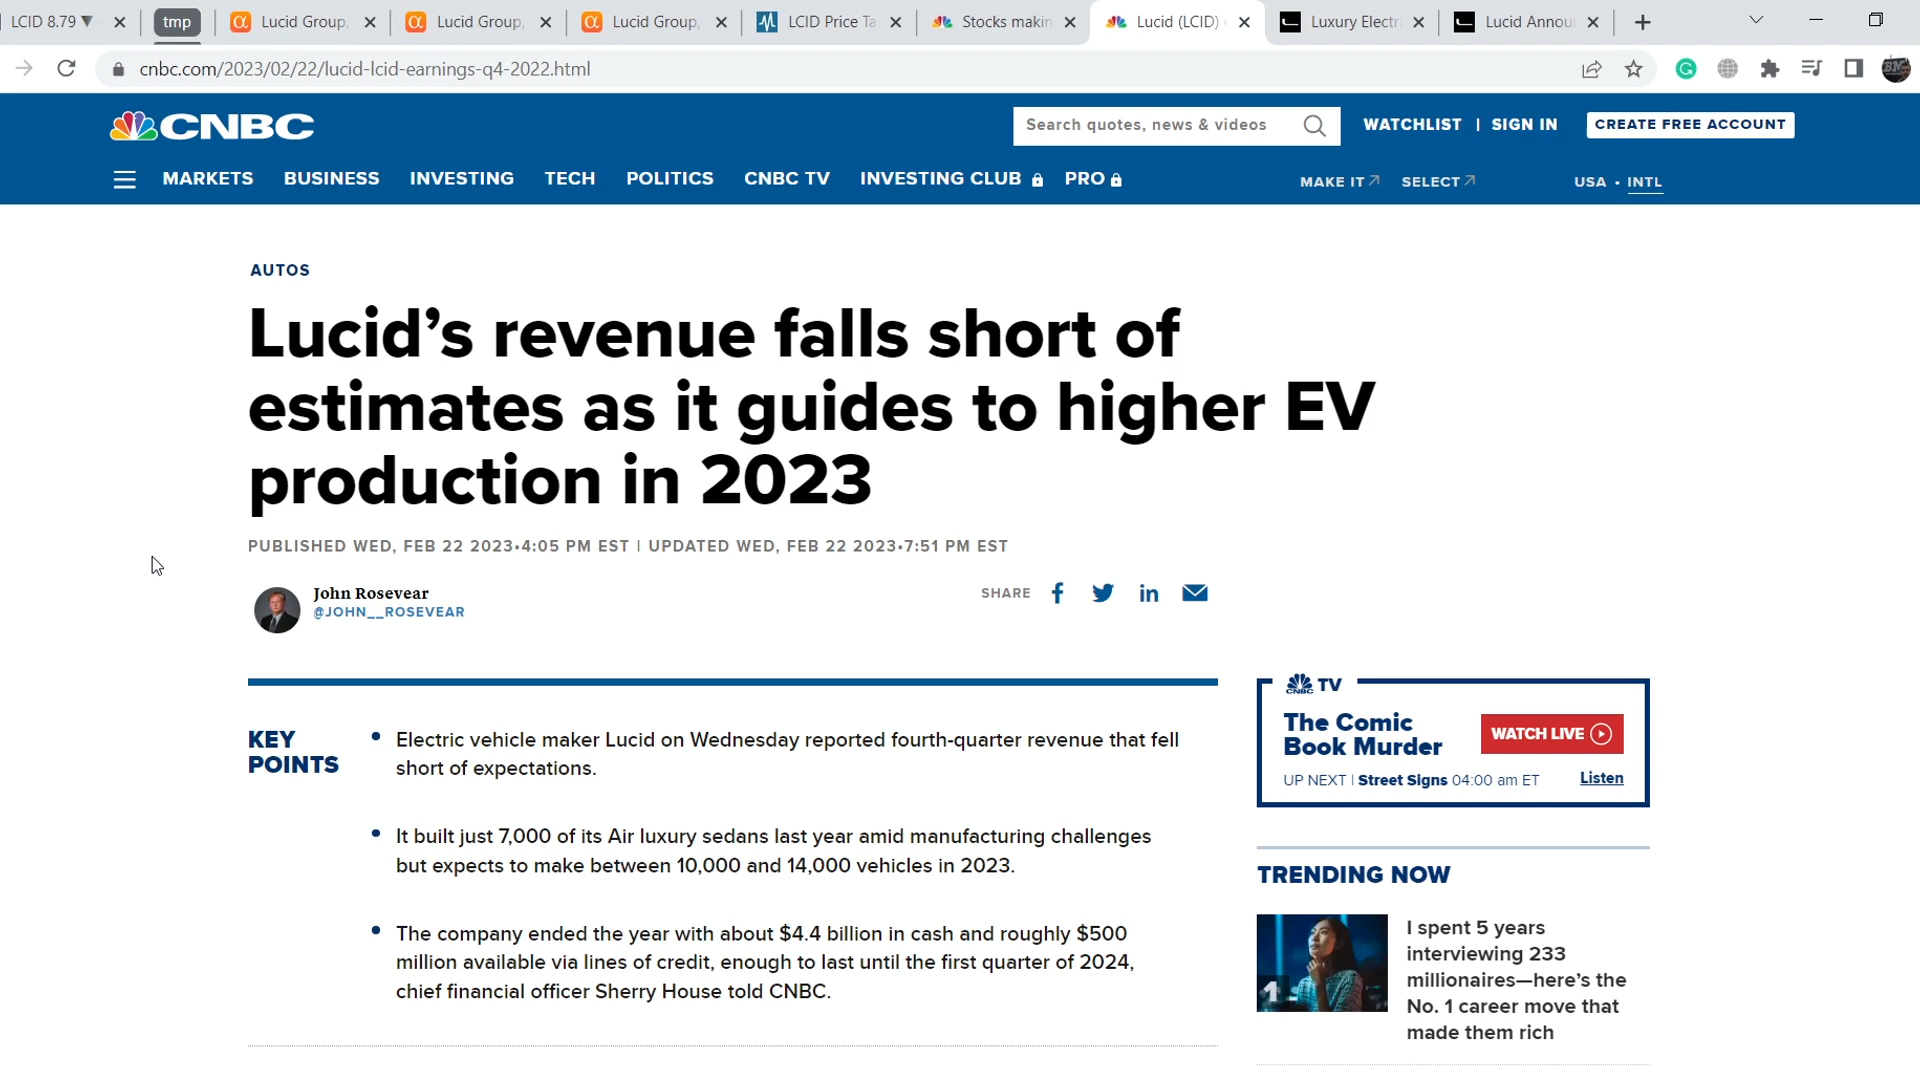 LCID 8.79 ▼
tmp
Lucid Group,
Lucid Group,
Lucid Group,
LCID Price Ta
Stocks makin
Lucid (LCID) e
Luxury Electr
Lucid Annou
cnbc.com/2023/02/22/lucid-lcid-earnings-q4-2022.html
CNBC
Search quotes, news & videos
WATCHLIST | SIGN IN
CREATE FREE ACCOUNT
MARKETS BUSINESS INVESTING TECH POLITICS CNBC TV INVESTING CLUB PRO
MAKE IT SELECT
USA • INTL
AUTOS
Lucid’s revenue falls short of
estimates as it guides to higher EV
production in 2023
PUBLISHED WED, FEB 22 2023•4:05 PM EST | UPDATED WED, FEB 22 2023•7:51 PM EST
John Rosevear
@JOHN__ROSEVEAR
SHARE
KEY
POINTS
• Electric vehicle maker Lucid on Wednesday reported fourth-quarter revenue that fell
short of expectations.
• It built just 7,000 of its Air luxury sedans last year amid manufacturing challenges
but expects to make between 10,000 and 14,000 vehicles in 2023.
• The company ended the year with about $4.4 billion in cash and roughly $500
million available via lines of credit, enough to last until the first quarter of 2024,
chief financial officer Sherry House told CNBC.
CNBC TV
The Comic
Book Murder
WATCH LIVE
UP NEXT | Street Signs 04:00 am ET
Listen
TRENDING NOW
1
I spent 5 years
interviewing 233
millionaires—here’s the
No. 1 career move that
made them rich